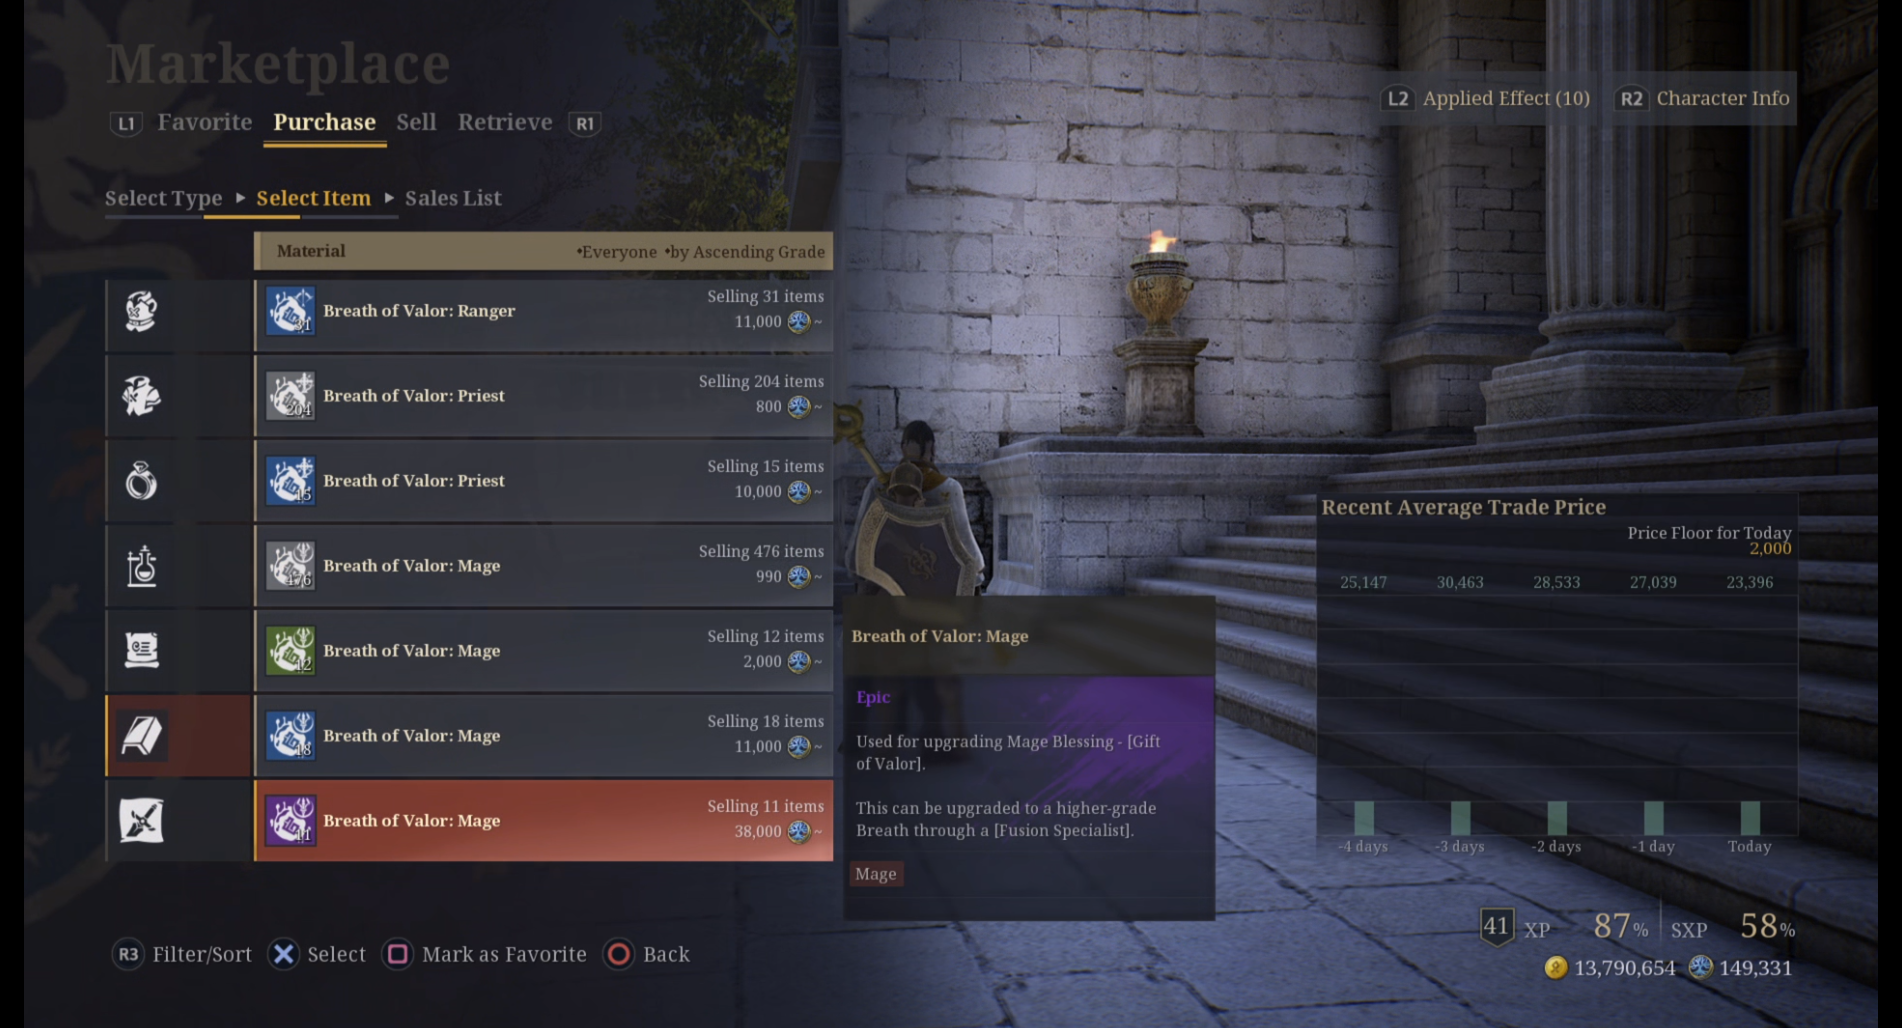 Marketplace
L2 Applied Effect (10) R2 Character Info
L1 Favorite Purchase Sell Retrieve R1
Select Type ▸ Select Item ▸ Sales List
Material
•Everyone •by Ascending Grade
Breath of Valor: Ranger
31
Selling 31 items
11,000 ~
Breath of Valor: Priest
204
Selling 204 items
800 ~
Breath of Valor: Priest
15
Selling 15 items
10,000 ~
Breath of Valor: Mage
476
Selling 476 items
990 ~
Breath of Valor: Mage
12
Selling 12 items
2,000 ~
Breath of Valor: Mage
18
Selling 18 items
11,000 ~
Breath of Valor: Mage
11
Selling 11 items
38,000 ~
Breath of Valor: Mage
Epic
Used for upgrading Mage Blessing - [Gift
of Valor].
This can be upgraded to a higher-grade
Breath through a [Fusion Specialist].
Mage
Recent Average Trade Price
Price Floor for Today
2,000
25,147 30,463 28,533 27,039 23,396
-4 days -3 days -2 days -1 day Today
41 XP 87% SXP 58%
13,790,654 149,331
R3 Filter/Sort Select Mark as Favorite Back